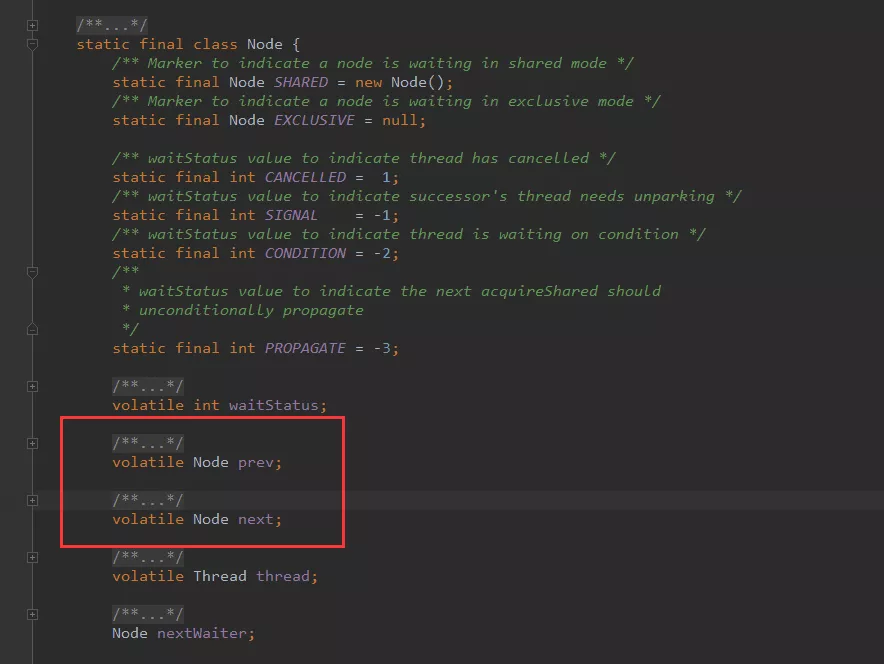 /**...*/
static final class Node {
/** Marker to indicate a node is waiting in shared mode */
static final Node SHARED = new Node();
/** Marker to indicate a node is waiting in exclusive mode */
static final Node EXCLUSIVE = null;
/** waitStatus value to indicate thread has cancelled */
static final int CANCELLED =  1;
/** waitStatus value to indicate successor's thread needs unparking */
static final int SIGNAL    = -1;
/** waitStatus value to indicate thread is waiting on condition */
static final int CONDITION = -2;
/**
* waitStatus value to indicate the next acquireShared should
* unconditionally propagate
*/
static final int PROPAGATE = -3;
/**...*/
volatile int waitStatus;
/**...*/
volatile Node prev;
/**...*/
volatile Node next;
/**...*/
volatile Thread thread;
/**...*/
Node nextWaiter;